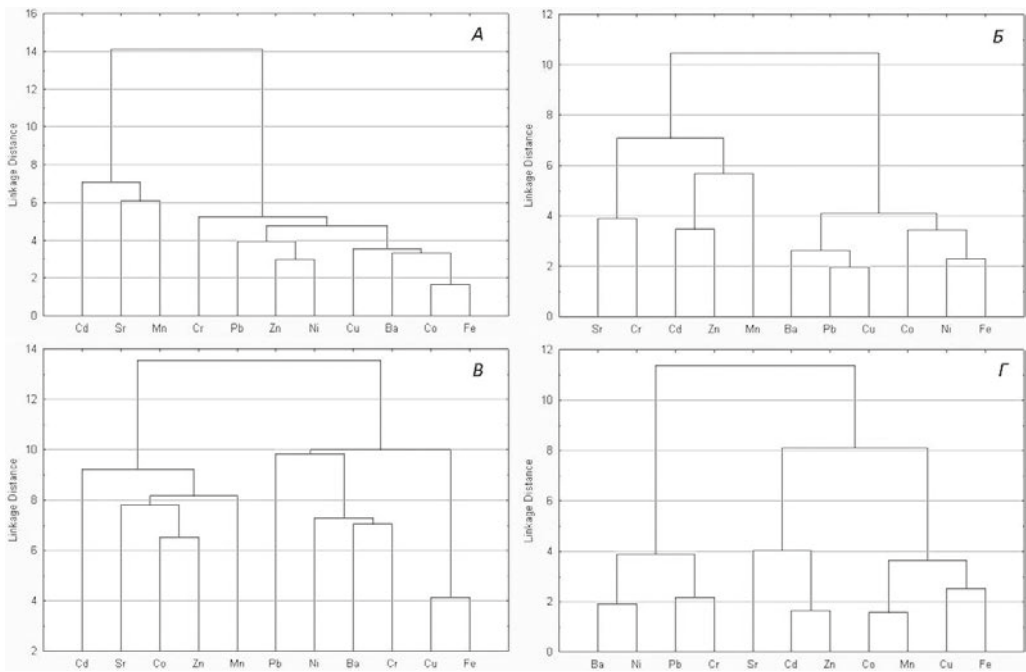 А
Linkage Distance
16
14
12
10
8
6
4
2
0
Cd Sr Mn Cr Pb Zn Ni Cu Ba Co Fe
Б
Linkage Distance
12
10
8
6
4
2
0
Sr Cr Cd Zn Mn Ba Pb Cu Co Ni Fe
В
Linkage Distance
14
12
10
8
6
4
2
Cd Sr Co Zn Mn Pb Ni Ba Cr Cu Fe
Г
Linkage Distance
12
10
8
6
4
2
0
Ba Ni Pb Cr Sr Cd Zn Co Mn Cu Fe